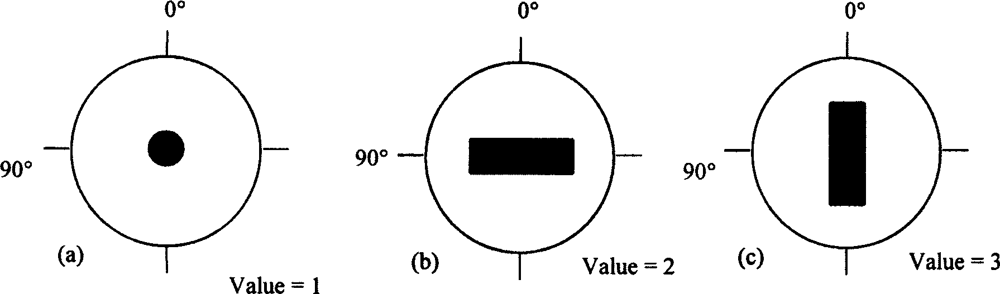 0°
90°
(a)
Value = 1
0°
90°
(b)
Value = 2
0°
90°
(c)
Value = 3